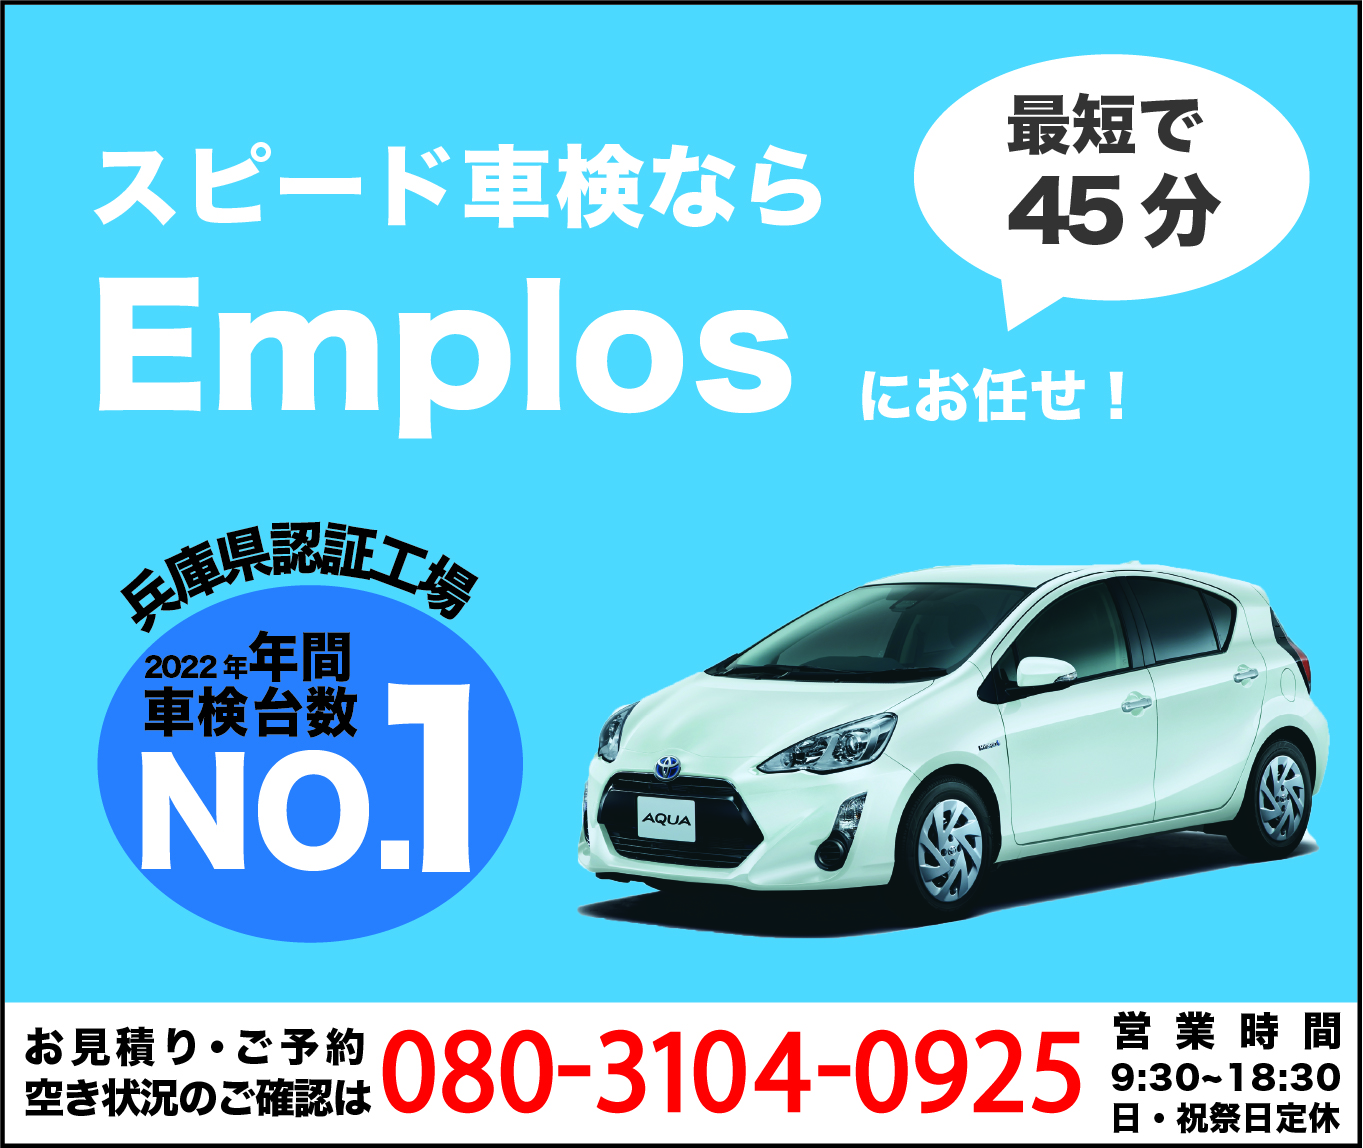 最短で
45分
スピード車検なら
Emplos
にお任せ！
兵庫県認証工場
2022年年間
車検台数
NO.1
AQUA
お見積り・ご予約
空き状況のご確認は
080-3104-0925
営業時間
9:30~18:30
日・祝祭日定休